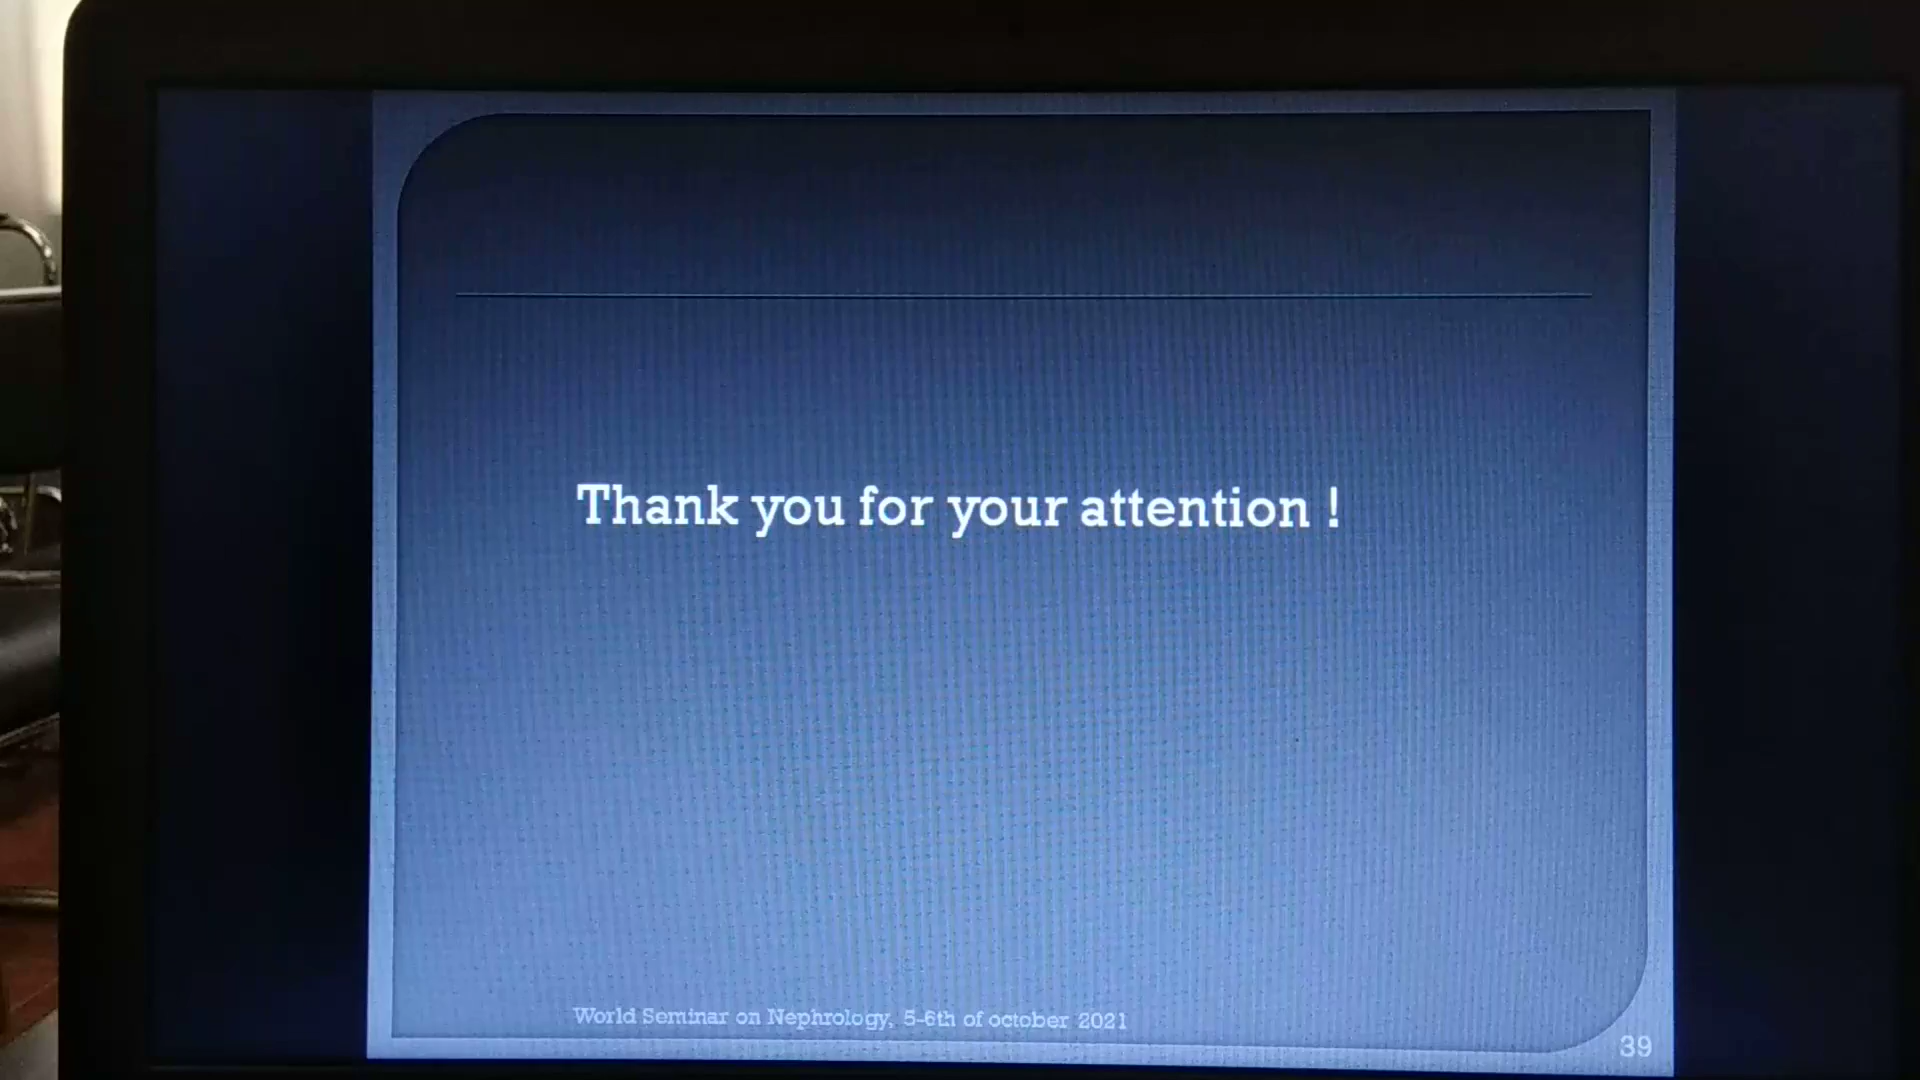 Thank you for your attention !
World Seminar on Nephrology, 5-6th of october 2021
39